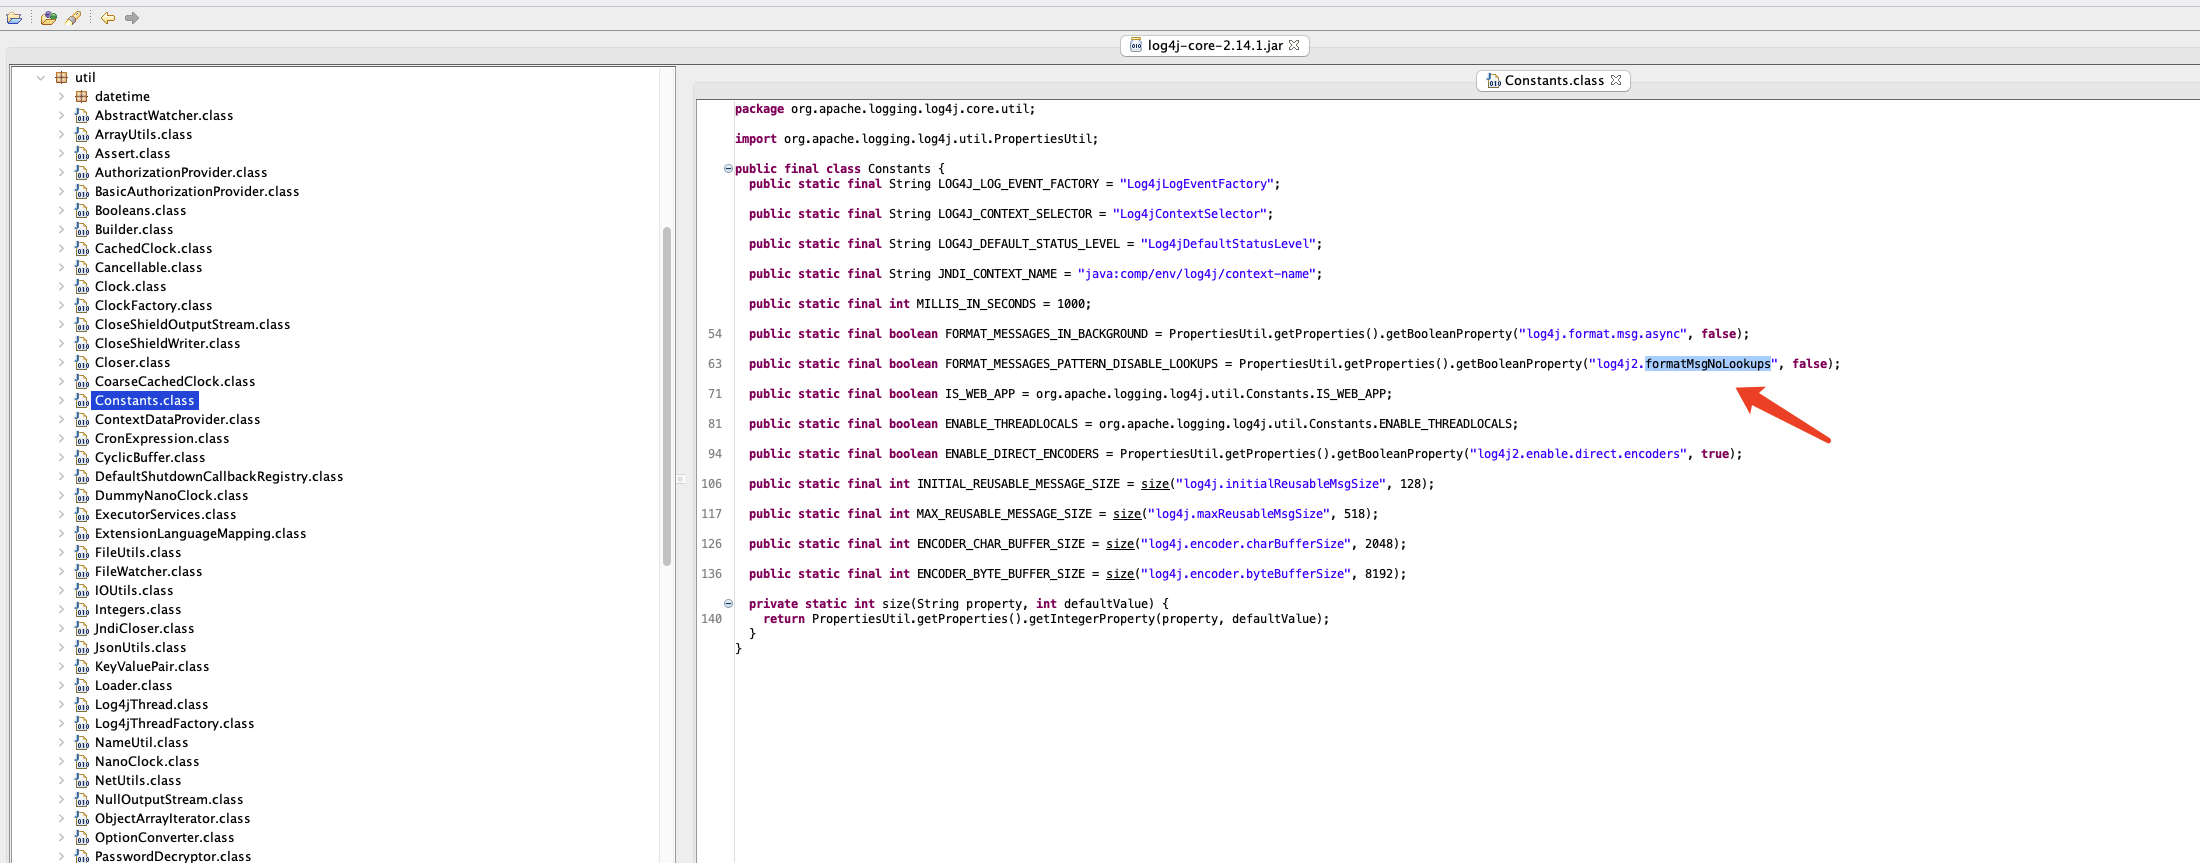 log4j-core-2.14.1.jar
util
datetime
AbstractWatcher.class
ArrayUtils.class
Assert.class
AuthorizationProvider.class
BasicAuthorizationProvider.class
Booleans.class
Builder.class
CachedClock.class
Cancellable.class
Clock.class
ClockFactory.class
CloseShieldOutputStream.class
CloseShieldWriter.class
Closer.class
CoarseCachedClock.class
Constants.class
ContextDataProvider.class
CronExpression.class
CyclicBuffer.class
DefaultShutdownCallbackRegistry.class
DummyNanoClock.class
ExecutorServices.class
ExtensionLanguageMapping.class
FileUtils.class
FileWatcher.class
IOUtils.class
Integers.class
JndiCloser.class
JsonUtils.class
KeyValuePair.class
Loader.class
Log4jThread.class
Log4jThreadFactory.class
NameUtil.class
NanoClock.class
NetUtils.class
NullOutputStream.class
ObjectArrayIterator.class
OptionConverter.class
PasswordDecryptor.class
Constants.class
package org.apache.logging.log4j.core.util;
import org.apache.logging.log4j.util.PropertiesUtil;
public final class Constants {
public static final String LOG4J_LOG_EVENT_FACTORY = "Log4jLogEventFactory";
public static final String LOG4J_CONTEXT_SELECTOR = "Log4jContextSelector";
public static final String LOG4J_DEFAULT_STATUS_LEVEL = "Log4jDefaultStatusLevel";
public static final String JNDI_CONTEXT_NAME = "java:comp/env/log4j/context-name";
public static final int MILLIS_IN_SECONDS = 1000;
54 public static final boolean FORMAT_MESSAGES_IN_BACKGROUND = PropertiesUtil.getProperties().getBooleanProperty("log4j.format.msg.async", false);
63 public static final boolean FORMAT_MESSAGES_PATTERN_DISABLE_LOOKUPS = PropertiesUtil.getProperties().getBooleanProperty("log4j2.formatMsgNoLookups", false);
71 public static final boolean IS_WEB_APP = org.apache.logging.log4j.util.Constants.IS_WEB_APP;
81 public static final boolean ENABLE_THREADLOCALS = org.apache.logging.log4j.util.Constants.ENABLE_THREADLOCALS;
94 public static final boolean ENABLE_DIRECT_ENCODERS = PropertiesUtil.getProperties().getBooleanProperty("log4j2.enable.direct.encoders", true);
106 public static final int INITIAL_REUSABLE_MESSAGE_SIZE = size("log4j.initialReusableMsgSize", 128);
117 public static final int MAX_REUSABLE_MESSAGE_SIZE = size("log4j.maxReusableMsgSize", 518);
126 public static final int ENCODER_CHAR_BUFFER_SIZE = size("log4j.encoder.charBufferSize", 2048);
136 public static final int ENCODER_BYTE_BUFFER_SIZE = size("log4j.encoder.byteBufferSize", 8192);
private static int size(String property, int defaultValue) {
140 return PropertiesUtil.getProperties().getIntegerProperty(property, defaultValue);
}
}